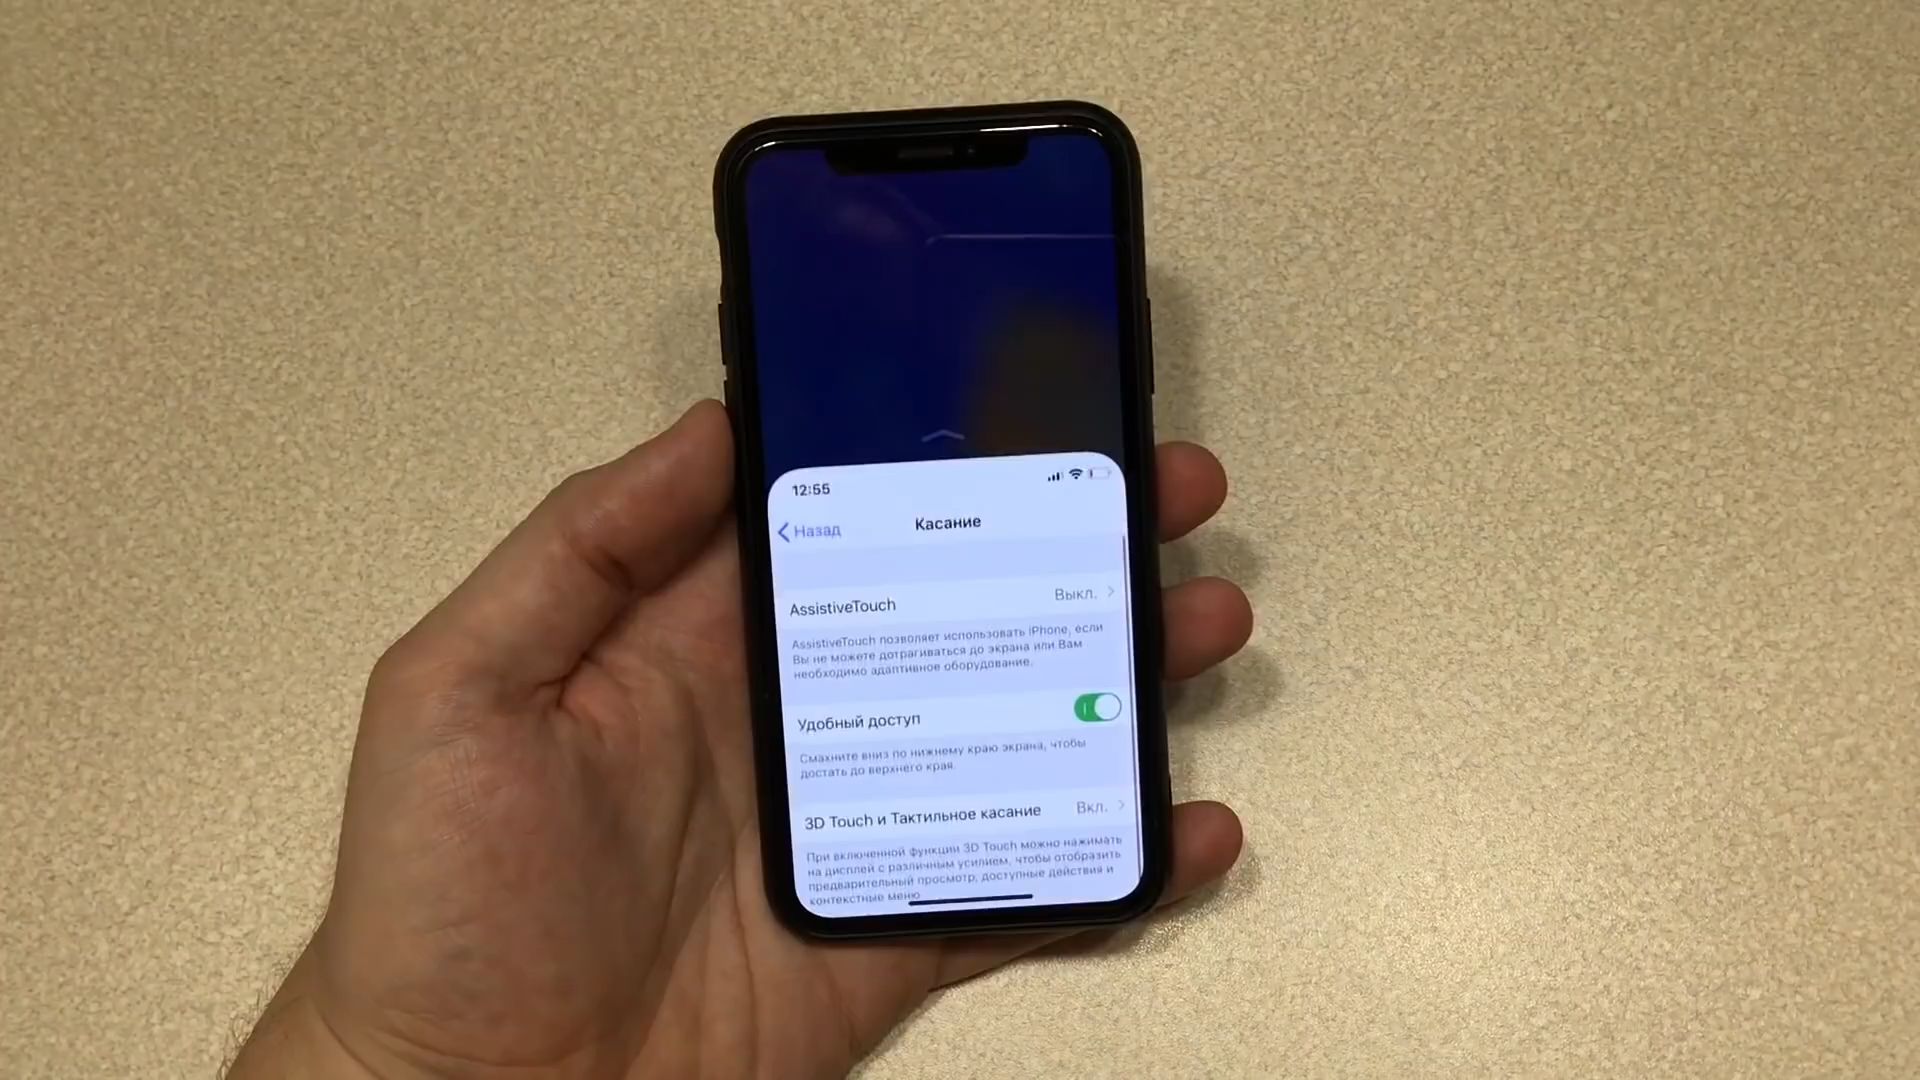 12:55
Назад
Касание
AssistiveTouch
Выкл.
AssistiveTouch позволяет использовать iPhone, если
Вы не можете дотрагиваться до экрана или Вам
необходимо адаптивное оборудование.
Удобный доступ
Смахните вниз по нижнему краю экрана, чтобы
достать до верхнего края.
3D Touch и Тактильное касание
Вкл.
При включенной функции 3D Touch можно нажимать
на дисплей с различным усилием, чтобы отобразить
предварительный просмотр, доступные действия и
контекстные меню